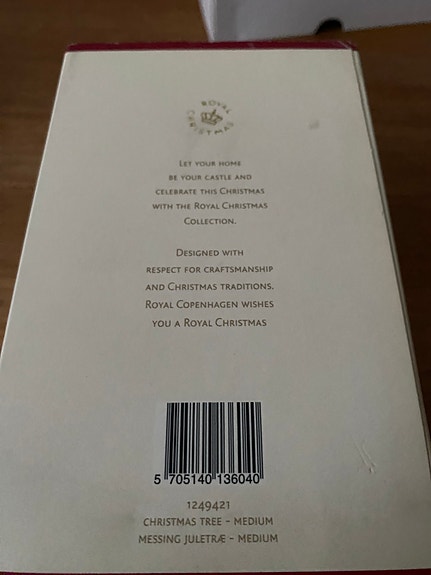 ROYAL CHRISTMAS
LET YOUR HOME
BE YOUR CASTLE AND
CELEBRATE THIS CHRISTMAS
WITH THE ROYAL CHRISTMAS
COLLECTION.
DESIGNED WITH
RESPECT FOR CRAFTSMANSHIP
AND CHRISTMAS TRADITIONS.
ROYAL COPENHAGEN WISHES
YOU A ROYAL CHRISTMAS
5 705140 136040
1249421
CHRISTMAS TREE – MEDIUM
MESSING JULETRÆ – MEDIUM